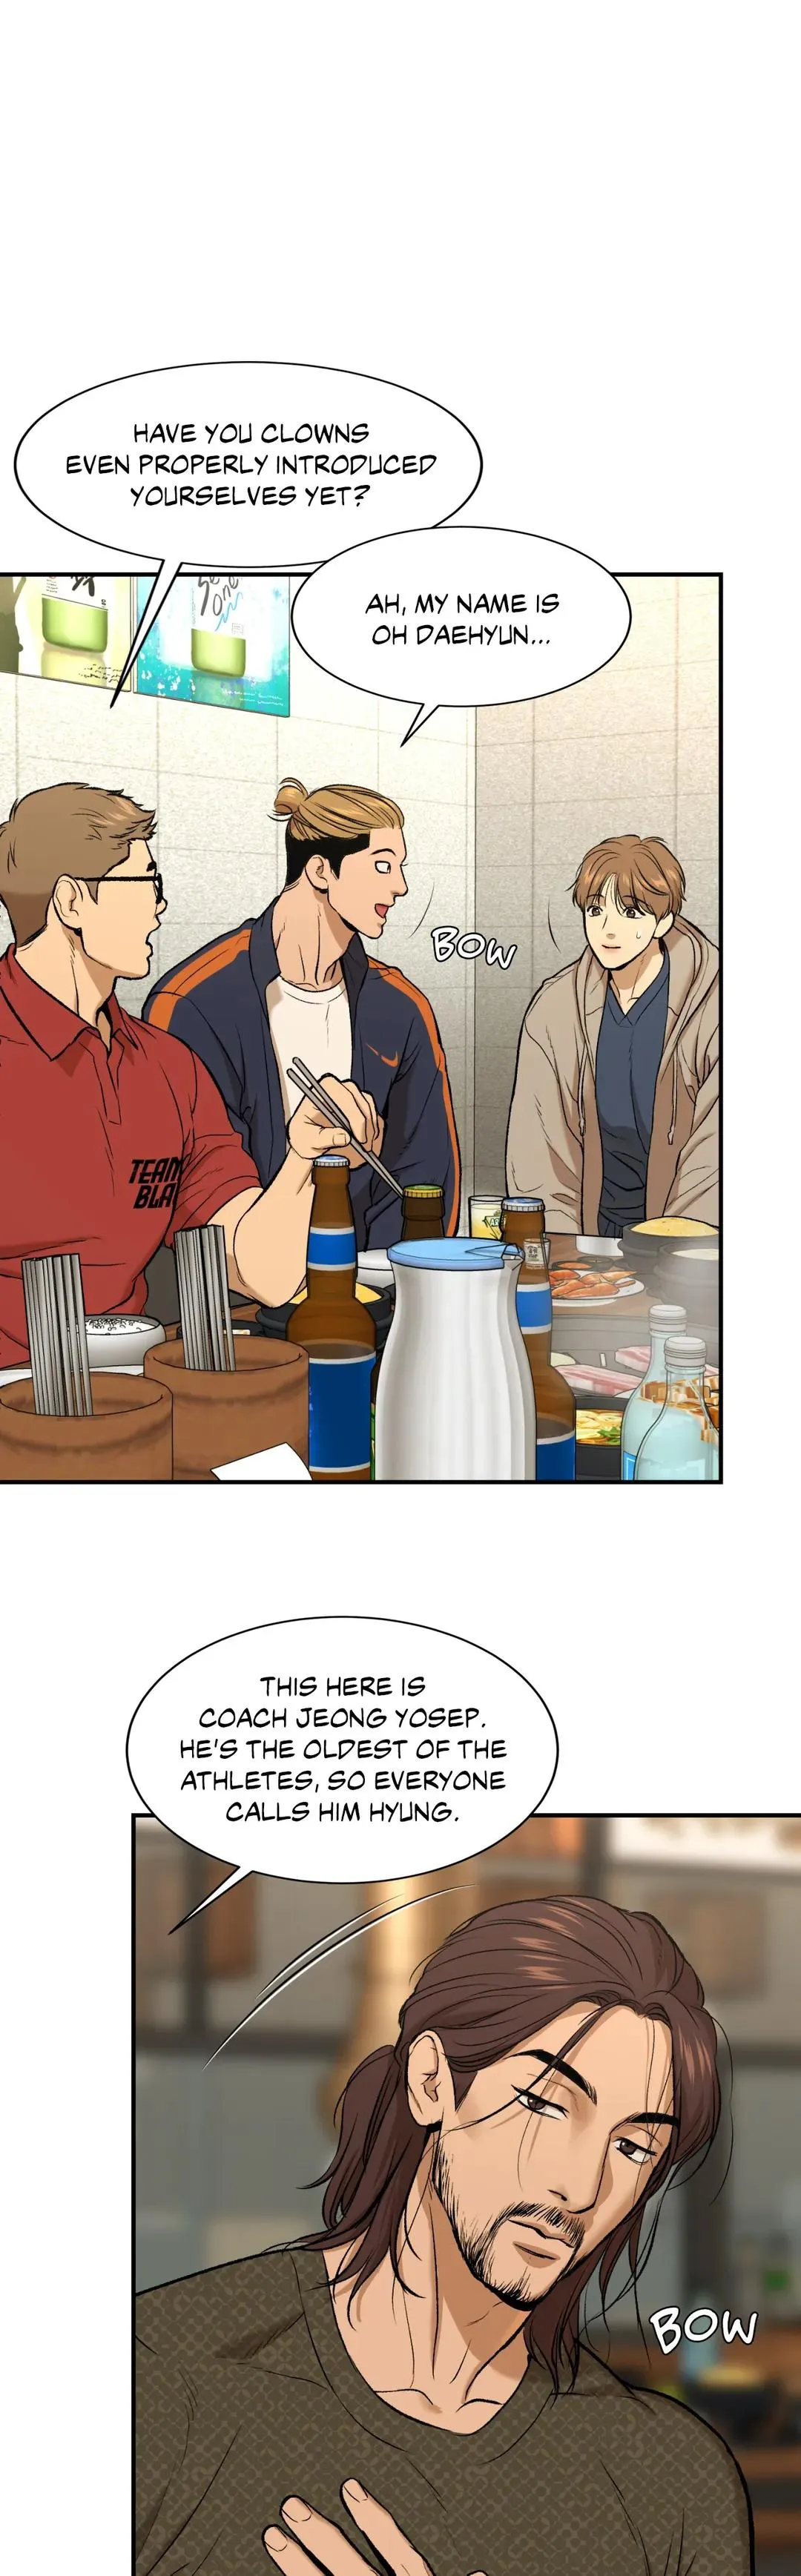 HAVE YOU CLOWNS
EVEN PROPERLY INTRODUCED
YOURSELVES YET?
AH, MY NAME IS
OH DAEHYUN...
BOW
TEAM
BLA
THIS HERE IS
COACH JEONG YOSEP.
HE'S THE OLDEST OF THE
ATHLETES, SO EVERYONE
CALLS HIM HYUNG.
BOW